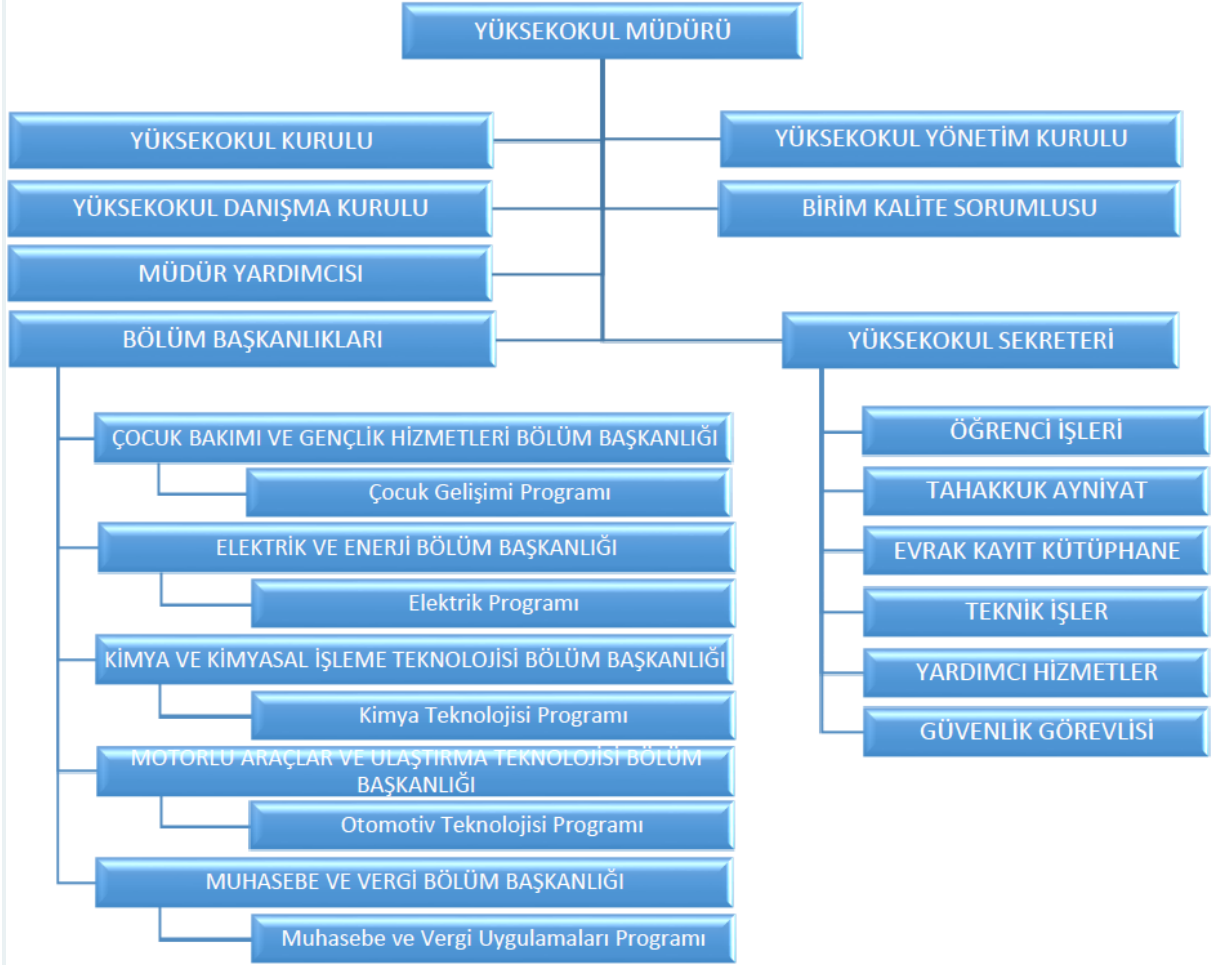 YÜKSEKOKUL MÜDÜRÜ
YÜKSEKOKUL KURULU
YÜKSEKOKUL YÖNETİM KURULU
YÜKSEKOKUL DANIŞMA KURULU
BİRİM KALİTE SORUMLUSU
MÜDÜR YARDIMCISI
BÖLÜM BAŞKANLIKLARI
YÜKSEKOKUL SEKRETERİ
ÇOCUK BAKIMI VE GENÇLİK HİZMETLERİ BÖLÜM BAŞKANLIĞI
Çocuk Gelişimi Programı
ELEKTRİK VE ENERJİ BÖLÜM BAŞKANLIĞI
Elektrik Programı
KİMYA VE KİMYASAL İŞLEME TEKNOLOJİSİ BÖLÜM BAŞKANLIĞI
Kimya Teknolojisi Programı
MOTORLU ARAÇLAR VE ULAŞTIRMA TEKNOLOJİSİ BÖLÜM
BAŞKANLIĞI
Otomotiv Teknolojisi Programı
MUHASEBE VE VERGİ BÖLÜM BAŞKANLIĞI
Muhasebe ve Vergi Uygulamaları Programı
ÖĞRENCİ İŞLERİ
TAHAKKUK AYNİYAT
EVRAK KAYIT KÜTÜPHANE
TEKNİK İŞLER
YARDIMCI HİZMETLER
GÜVENLİK GÖREVLİSİ